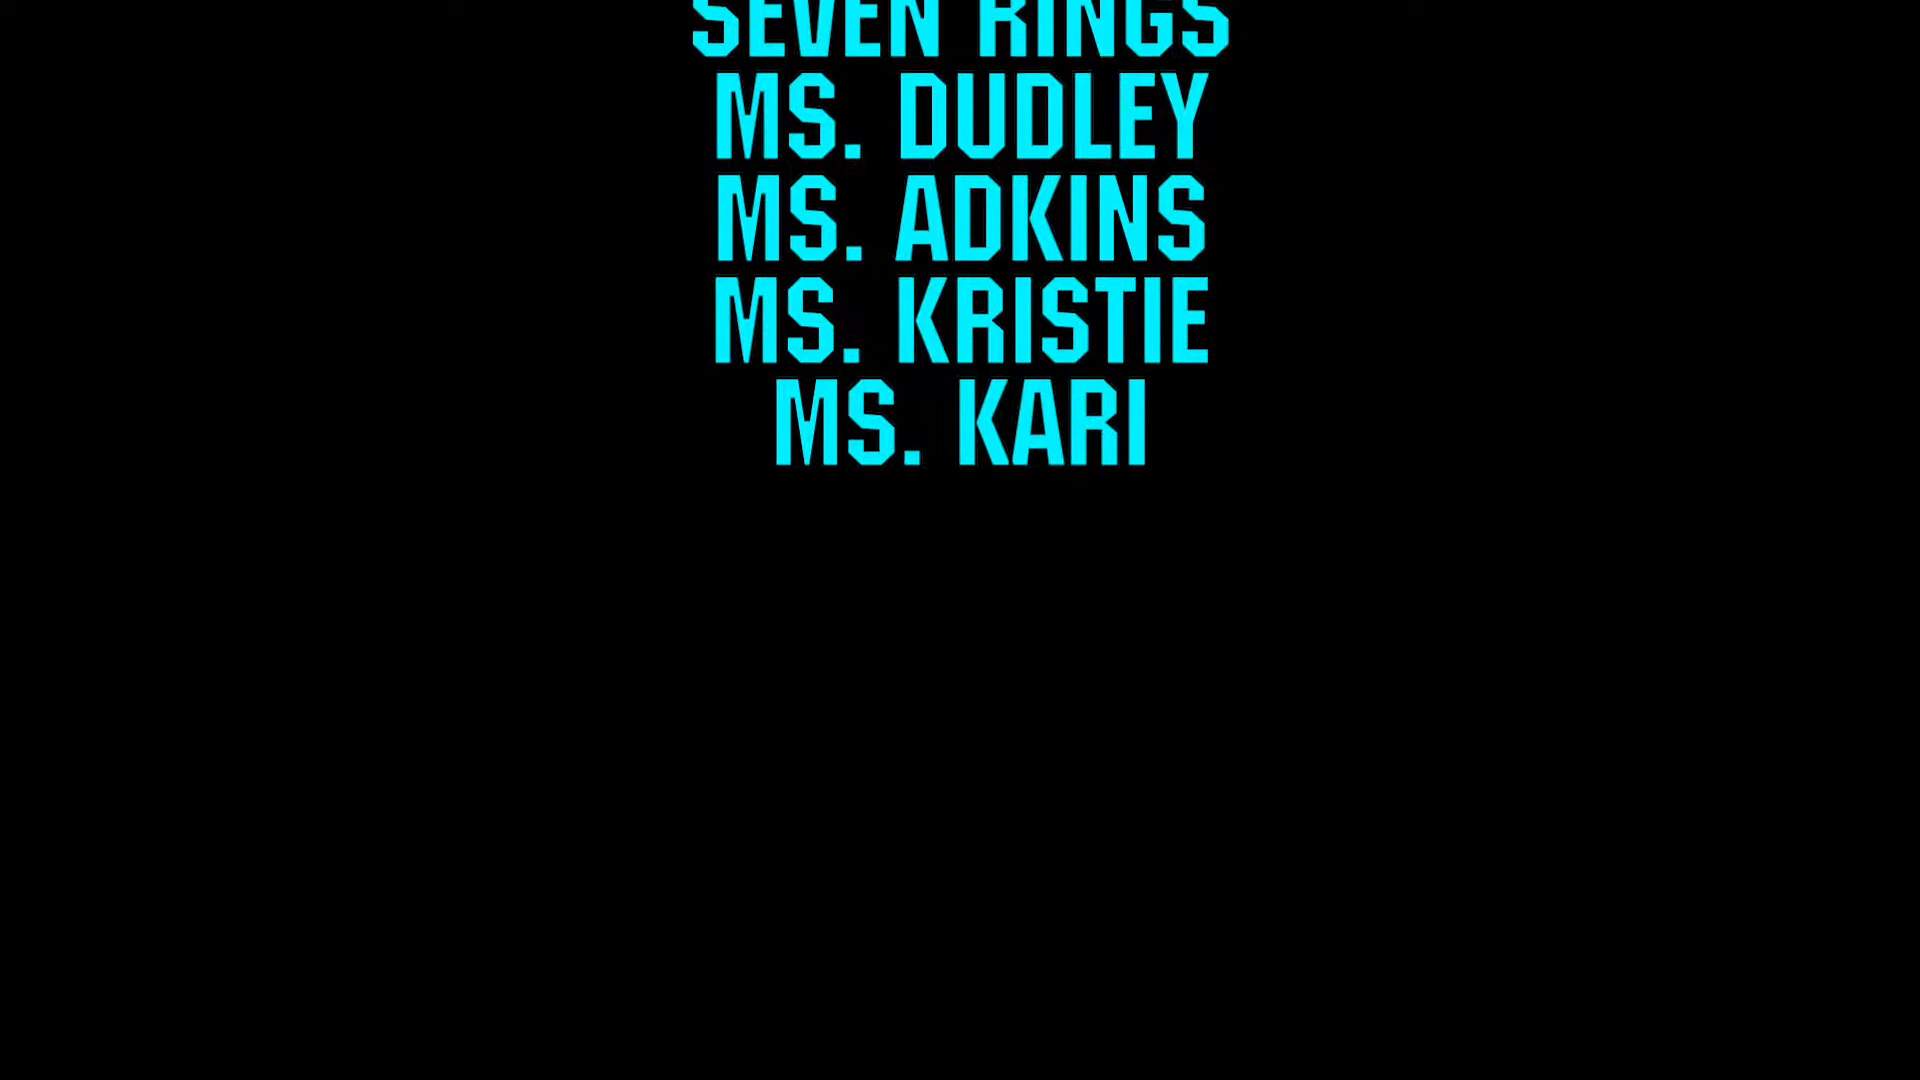 SEVEN RINGS
MS. DUDLEY
MS. ADKINS
MS. KRISTIE
MS. KARI